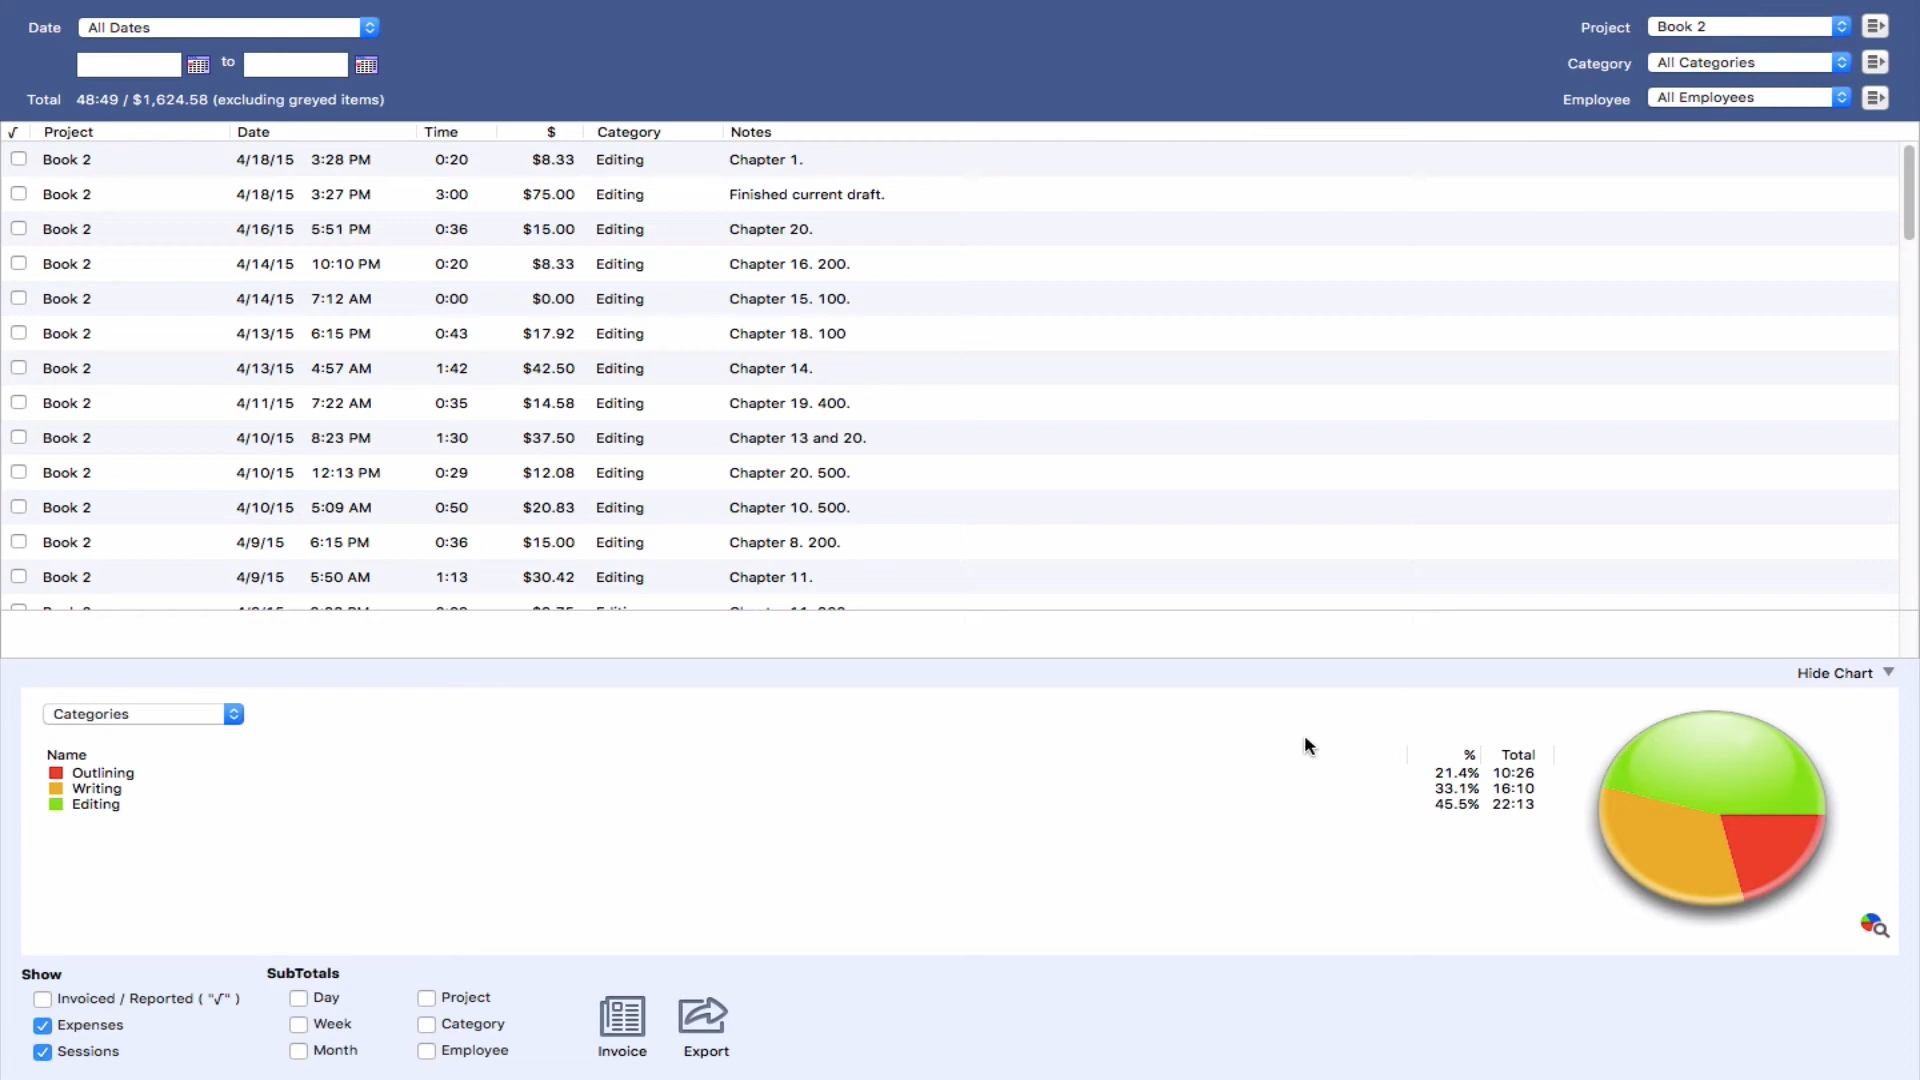 Date All Dates
to
Total 48:49 / $1,624.58 (excluding greyed items)
Project Book 2
Category All Categories
Employee All Employees
√ Project Date Time $ Category Notes
Book 2 4/18/15 3:28 PM 0:20 $8.33 Editing Chapter 1.
Book 2 4/18/15 3:27 PM 3:00 $75.00 Editing Finished current draft.
Book 2 4/16/15 5:51 PM 0:36 $15.00 Editing Chapter 20.
Book 2 4/14/15 10:10 PM 0:20 $8.33 Editing Chapter 16. 200.
Book 2 4/14/15 7:12 AM 0:00 $0.00 Editing Chapter 15. 100.
Book 2 4/13/15 6:15 PM 0:43 $17.92 Editing Chapter 18. 100
Book 2 4/13/15 4:57 AM 1:42 $42.50 Editing Chapter 14.
Book 2 4/11/15 7:22 AM 0:35 $14.58 Editing Chapter 19. 400.
Book 2 4/10/15 8:23 PM 1:30 $37.50 Editing Chapter 13 and 20.
Book 2 4/10/15 12:13 PM 0:29 $12.08 Editing Chapter 20. 500.
Book 2 4/10/15 5:09 AM 0:50 $20.83 Editing Chapter 10. 500.
Book 2 4/9/15 6:15 PM 0:36 $15.00 Editing Chapter 8. 200.
Book 2 4/9/15 5:50 AM 1:13 $30.42 Editing Chapter 11.
Hide Chart
Categories
Name % Total
Outlining 21.4% 10:26
Writing 33.1% 16:10
Editing 45.5% 22:13
Show
Invoiced / Reported ( "√" )
Expenses
Sessions
SubTotals
Day Project
Week Category
Month Employee
Invoice
Export